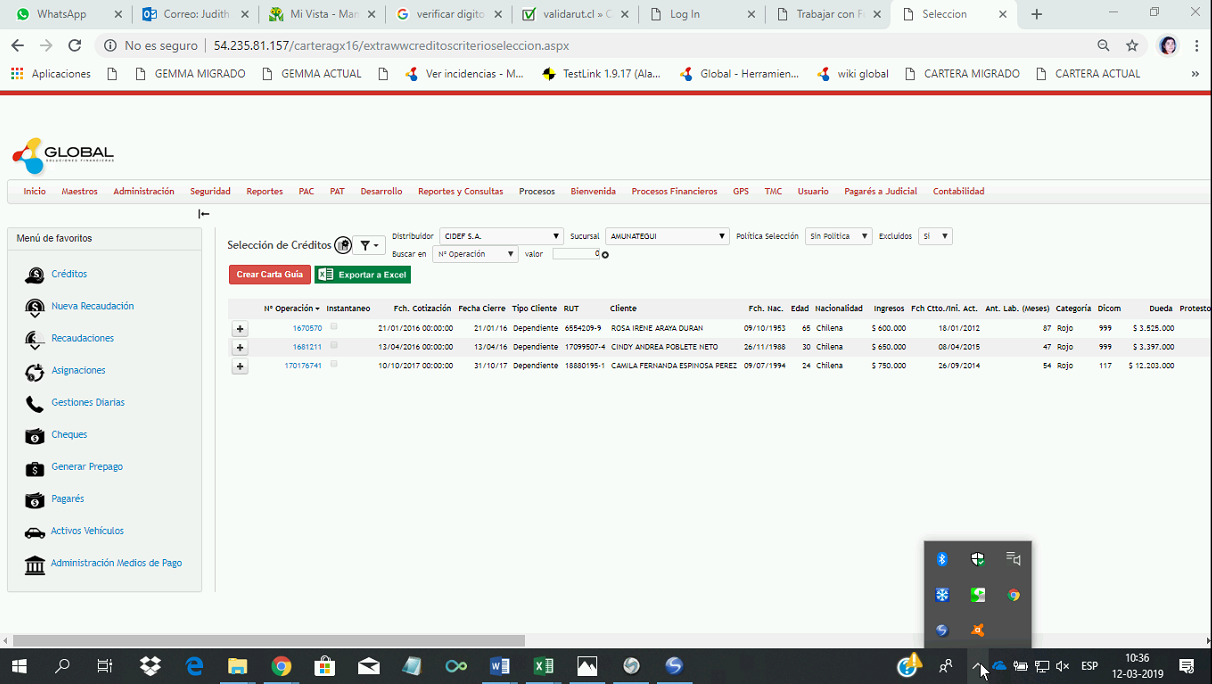 WhatsApp
Correo: Judith
Mi Vista - Man
verificar digito
validarut.cl » C
Log In
Trabajar con F
Seleccion
No es seguro | 54.235.81.157/carteragx16/extrawwcreditoscriterioseleccion.aspx
Aplicaciones GEMMA MIGRADO GEMMA ACTUAL Ver incidencias - M... TestLink 1.9.17 (Ala... Global - Herramien... wiki global CARTERA MIGRADO CARTERA ACTUAL »
GLOBAL
SOLUCIONES FINANCIERAS
Inicio Maestros Administración Seguridad Reportes PAC PAT Desarrollo Reportes y Consultas Procesos Bienvenida Procesos Financieros GPS TMC Usuario Pagarés a Judicial Contabilidad
Menú de favoritos
Créditos
Nueva Recaudación
Recaudaciones
Asignaciones
Gestiones Diarias
Cheques
Generar Prepago
Pagarés
Activos Vehículos
Administración Medios de Pago
Selección de Créditos
Distribuidor CIDEF S.A. Sucursal AMUNATEGUI Política Selección Sin Politica Excluidos Si
Buscar en Nº Operación valor 0
Crear Carta Guía Exportar a Excel
Nº Operación Instantaneo Fch. Cotización Fecha Cierre Tipo Cliente RUT Cliente Fch. Nac. Edad Nacionalidad Ingresos Fch Ctto./Ini. Act. Ant. Lab. (Meses) Categoría Dicom Dueda Protesto
+ 1670570 21/01/2016 00:00:00 21/01/16 Dependiente 6554209-9 ROSA IRENE ARAYA DURAN 09/10/1953 65 Chilena $ 600.000 18/01/2012 87 Rojo 999 $ 3.525.000
+ 1681211 13/04/2016 00:00:00 13/04/16 Dependiente 17099507-4 CINDY ANDREA POBLETE NETO 26/11/1988 30 Chilena $ 650.000 08/04/2015 47 Rojo 999 $ 3.397.000
+ 170176741 10/10/2017 00:00:00 31/10/17 Dependiente 18880195-1 CAMILA FERNANDA ESPINOSA PEREZ 09/07/1994 24 Chilena $ 750.000 26/09/2014 54 Rojo 117 $ 12.203.000
ESP
10:36
12-03-2019